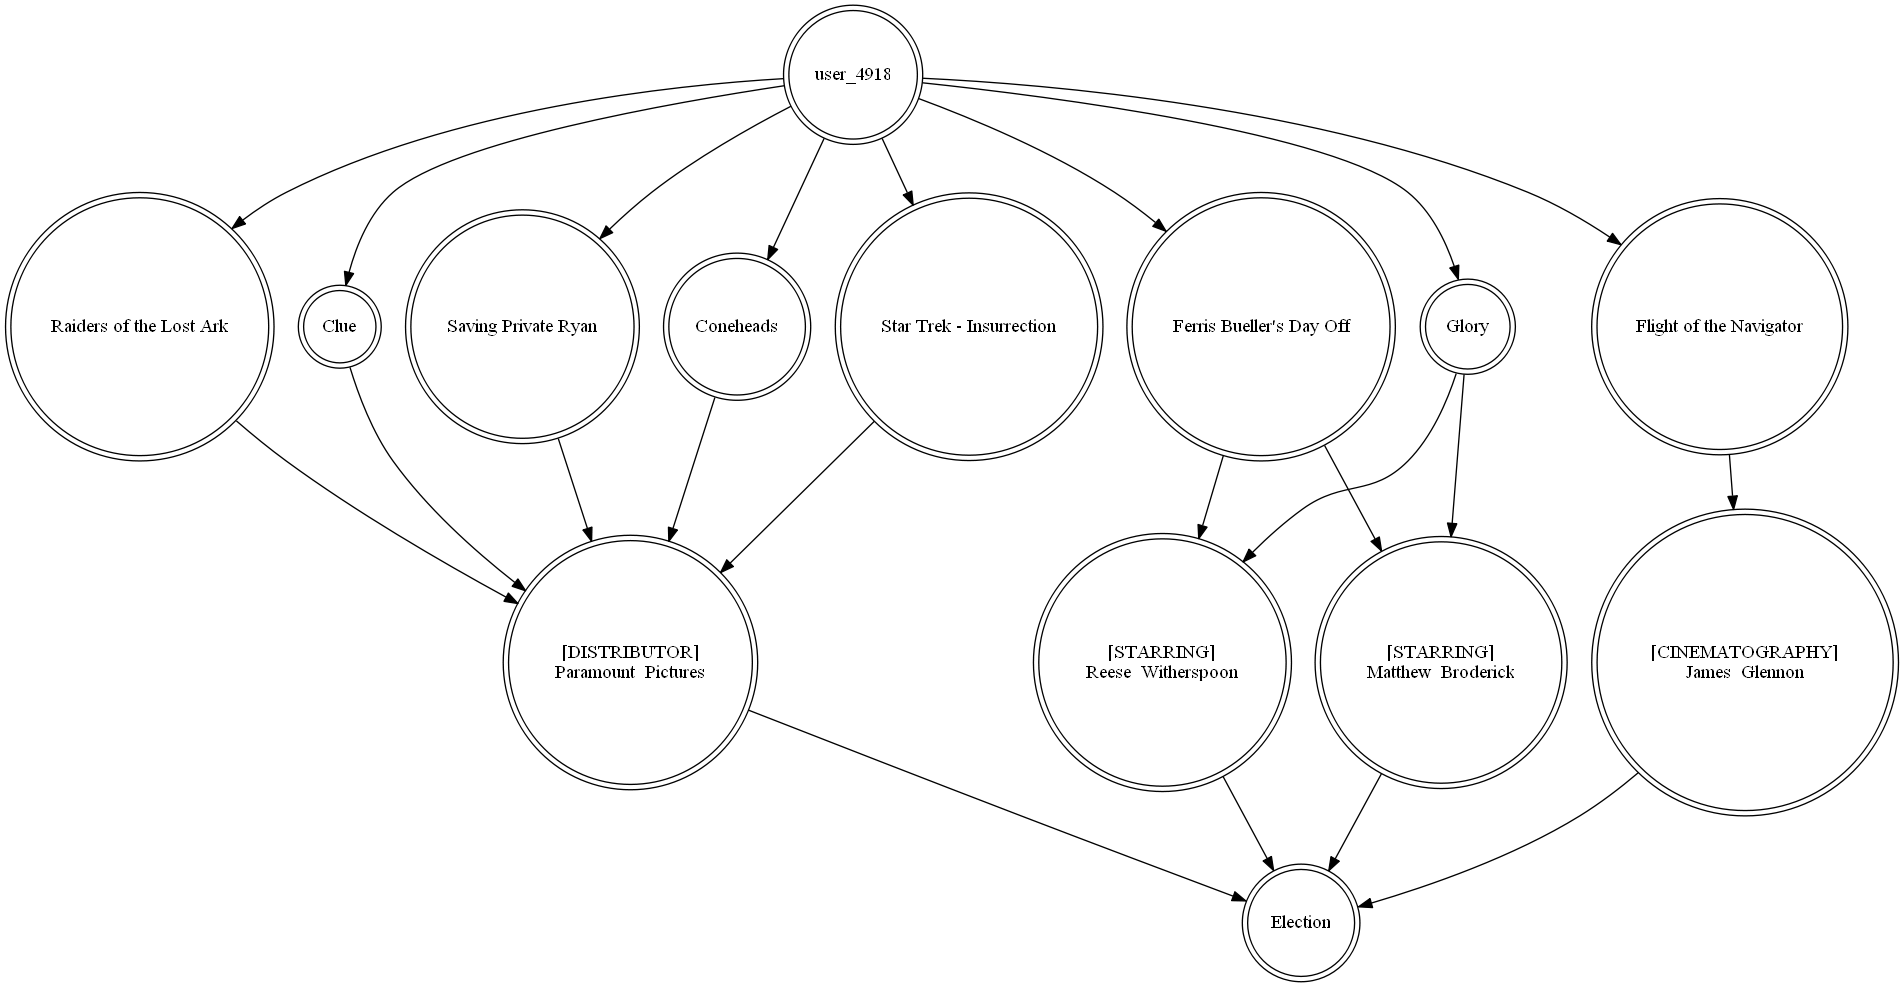 user_4918
Raiders of the Lost Ark
Clue
Saving Private Ryan
Coneheads
Star Trek - Insurrection
Ferris Bueller's Day Off
Glory
Flight of the Navigator
[DISTRIBUTOR]
Paramount Pictures
[STARRING]
Reese Witherspoon
[STARRING]
Matthew Broderick
[CINEMATOGRAPHY]
James Glennon
Election